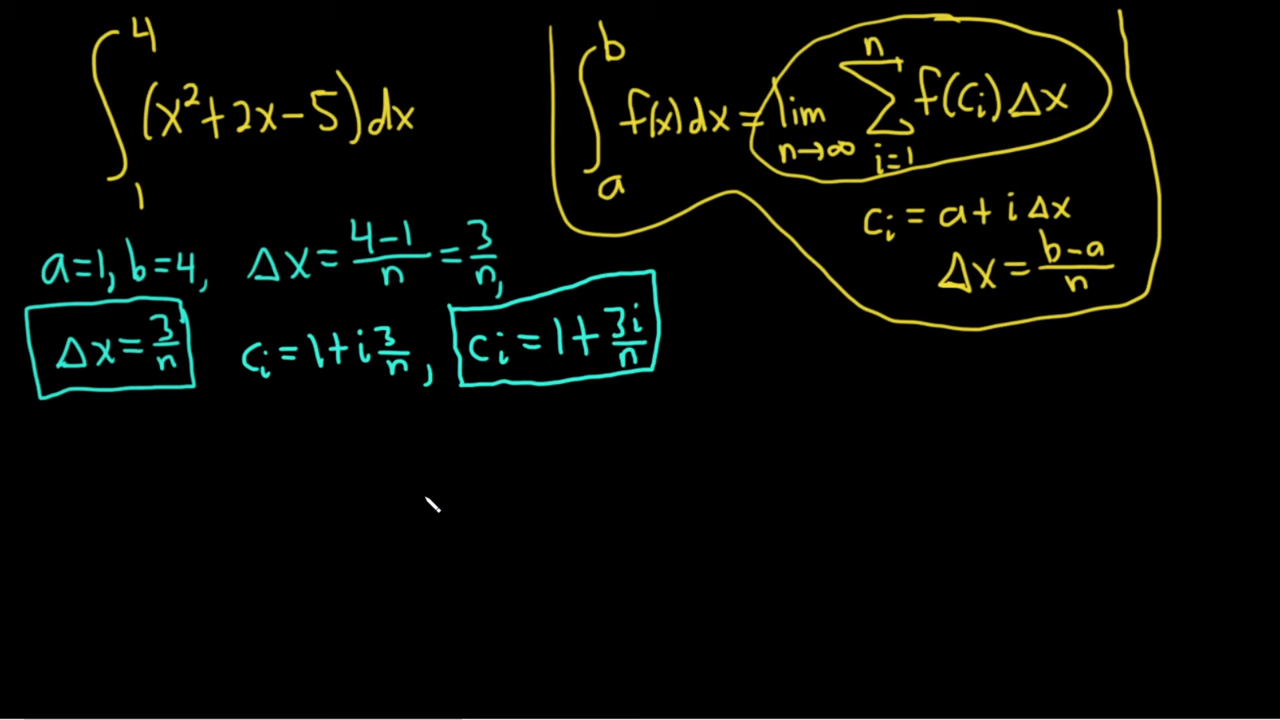 ∫₁⁴ (x² + 2x − 5) dx
∫ₐᵇ f(x) dx = lim_{n→∞} ∑_{i=1}^{n} f(cᵢ) Δx
cᵢ = a + i Δx
Δx = (b − a)/n
a = 1, b = 4, Δx = (4 − 1)/n = 3/n,
Δx = 3/n cᵢ = 1 + i 3/n, cᵢ = 1 + 3i/n